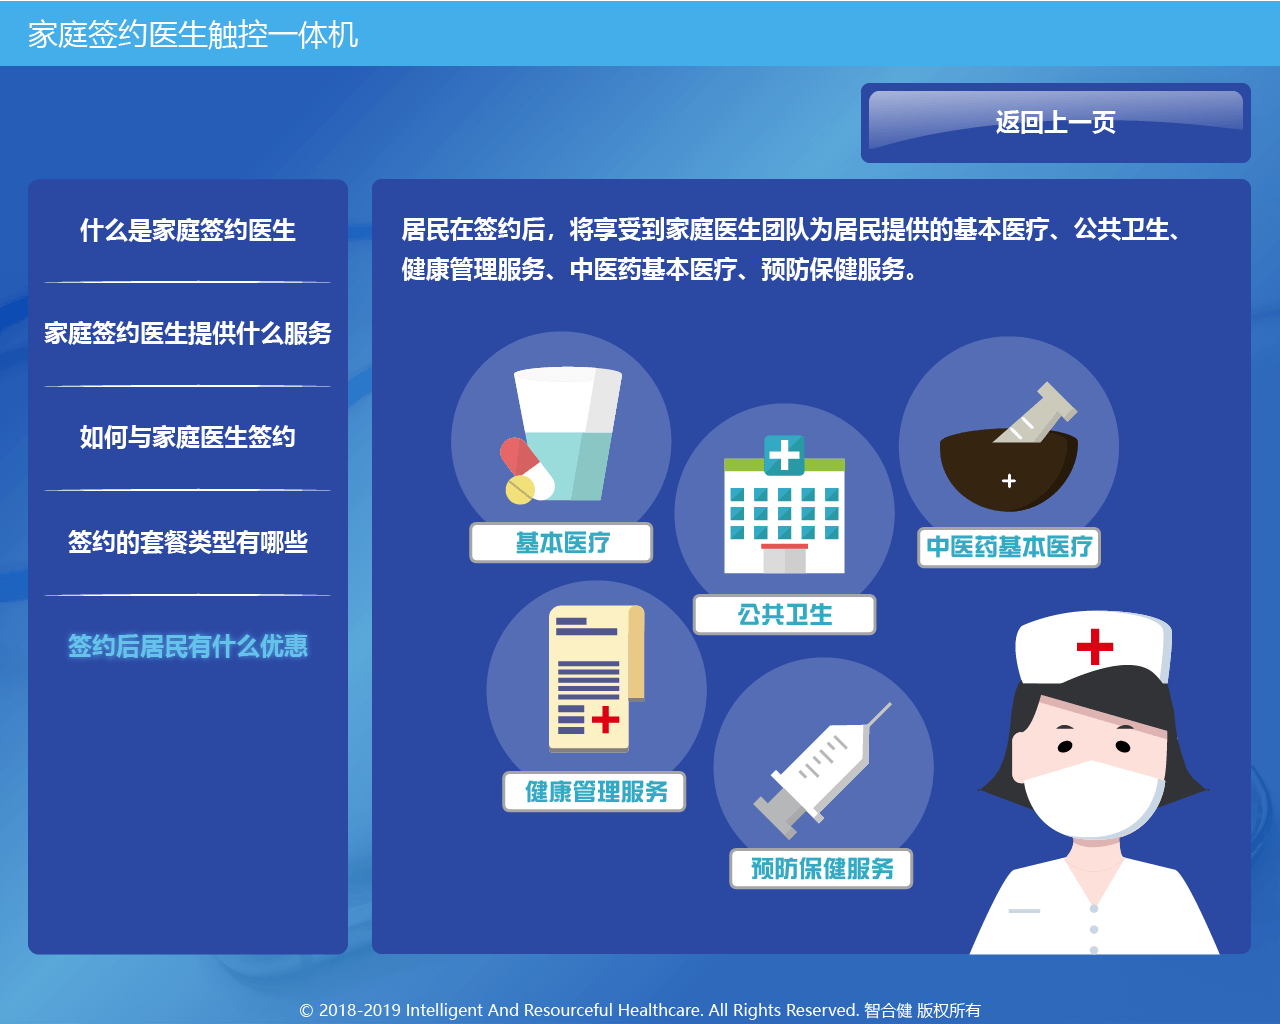 家庭签约医生触控一体机
返回上一页
什么是家庭签约医生
家庭签约医生提供什么服务
如何与家庭医生签约
签约的套餐类型有哪些
签约后居民有什么优惠
居民在签约后，将享受到家庭医生团队为居民提供的基本医疗、公共卫生、
健康管理服务、中医药基本医疗、预防保健服务。
基本医疗
中医药基本医疗
公共卫生
健康管理服务
预防保健服务
© 2018-2019 Intelligent And Resourceful Healthcare. All Rights Reserved. 智合健 版权所有